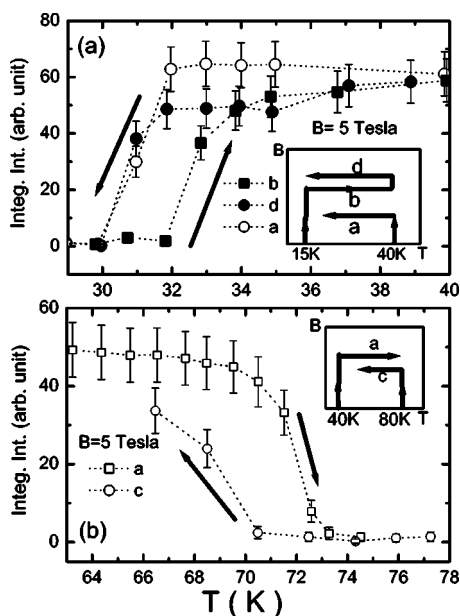 (a)
Integ. Int. (arb. unit)
80
60
40
20
0
B= 5 Tesla
b
d
a
B
d
b
a
15K
40K
T
30
32
34
36
38
40
(b)
Integ. Int. (arb. unit)
60
40
20
0
B=5 Tesla
a
c
B
a
c
40K
80K
T
64
66
68
70
72
74
76
78
T ( K )